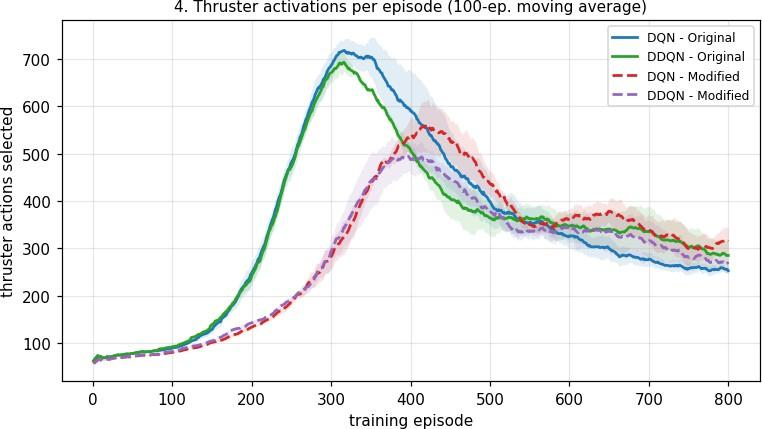 4. Thruster activations per episode (100-ep. moving average)
thruster actions selected
700
600
500
400
300
200
100
DQN - Original
DDQN - Original
DQN - Modified
DDQN - Modified
0 100 200 300 400 500 600 700 800
training episode